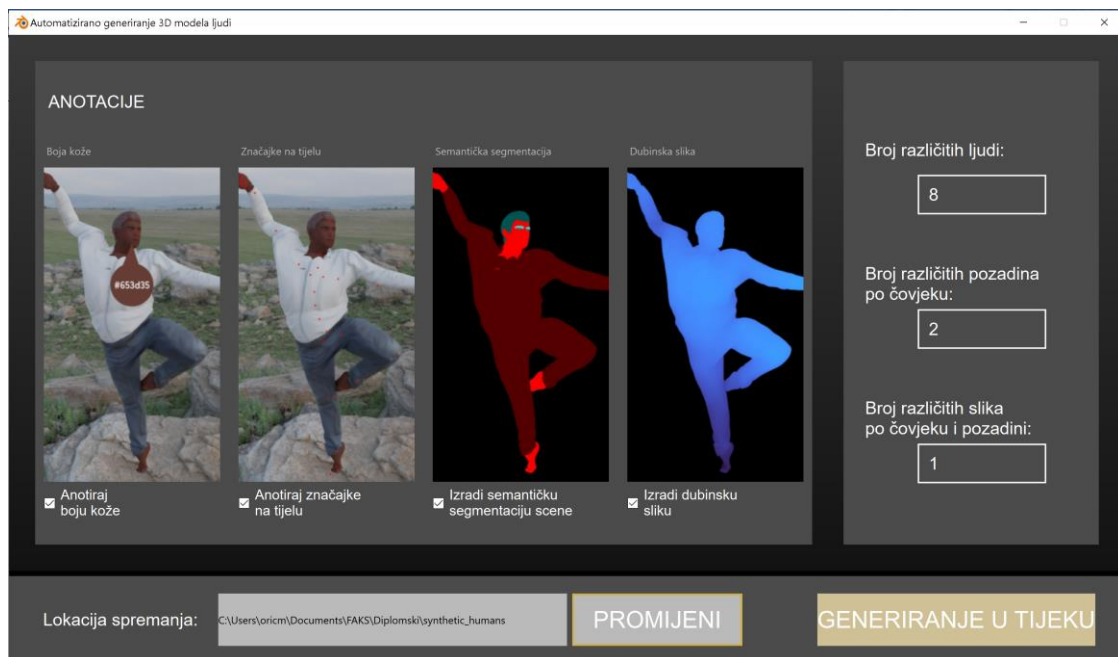 Automatizirano generiranje 3D modela ljudi
ANOTACIJE
Boja kože
Značajke na tijelu
Semantička segmentacija
Dubinska slika
#653d35
Anotiraj
boju kože
Anotiraj značajke
na tijelu
Izradi semantičku
segmentaciju scene
Izradi dubinsku
sliku
Broj različitih ljudi:
8
Broj različitih pozadina
po čovjeku:
2
Broj različitih slika
po čovjeku i pozadini:
1
Lokacija spremanja:
C:\Users\oricm\Documents\FAKS\Diplomski\synthetic_humans
PROMIJENI
GENERIRANJE U TIJEKU